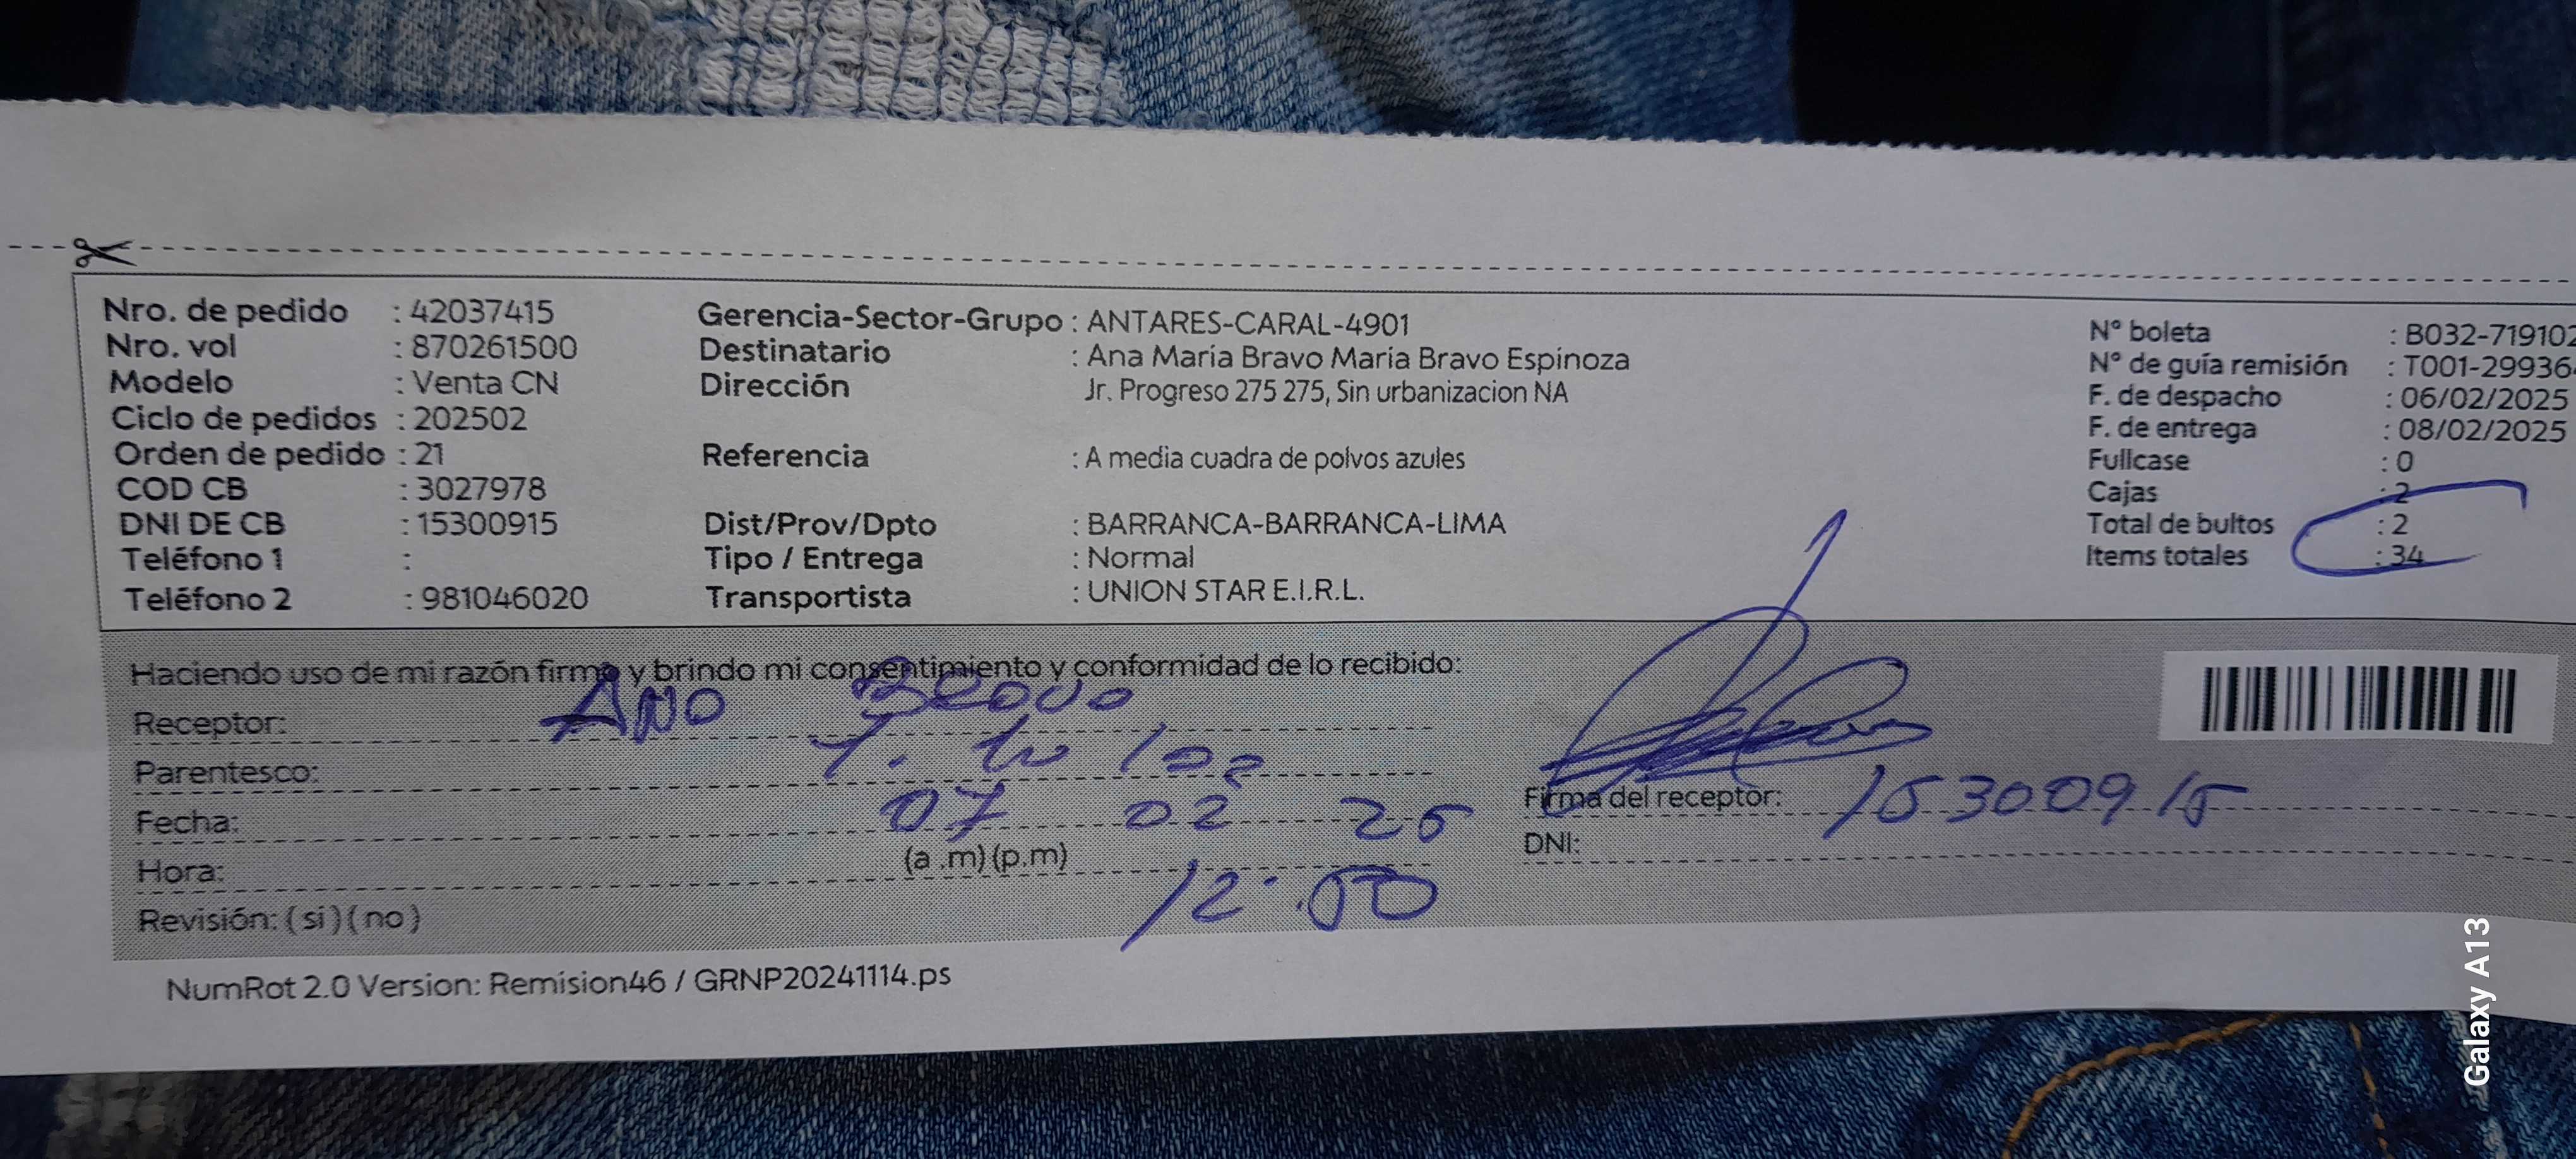 Nro. de pedido : 42037415
Nro. vol : 870261500
Modelo : Venta CN
Ciclo de pedidos : 202502
Orden de pedido : 21
COD CB : 3027978
DNI DE CB : 15300915
Teléfono 1 :
Teléfono 2 : 981046020
Gerencia-Sector-Grupo : ANTARES-CARAL-4901
Destinatario : Ana María Bravo María Bravo Espinoza
Dirección Jr. Progreso 275 275, Sin urbanizacion NA
Referencia : A media cuadra de polvos azules
Dist/Prov/Dpto : BARRANCA-BARRANCA-LIMA
Tipo / Entrega : Normal
Transportista : UNION STAR E.I.R.L.
N° boleta : B032-719102
N° de guía remisión : T001-29936
F. de despacho : 06/02/2025
F. de entrega : 08/02/2025
Fullcase : 0
Cajas : 2
Total de bultos : 2
Items totales : 34
Haciendo uso de mi razón firmo y brindo mi consentimiento y conformidad de lo recibido:
Receptor: Ana Bravo
Parentesco:
Fecha: 07 02 25
Hora: (a .m) (p.m) 12:50
Revisión: ( si ) ( no )
Firma del receptor:
DNI: 15300915
NumRot 2.0 Version: Remision46 / GRNP20241114.ps
Galaxy A13